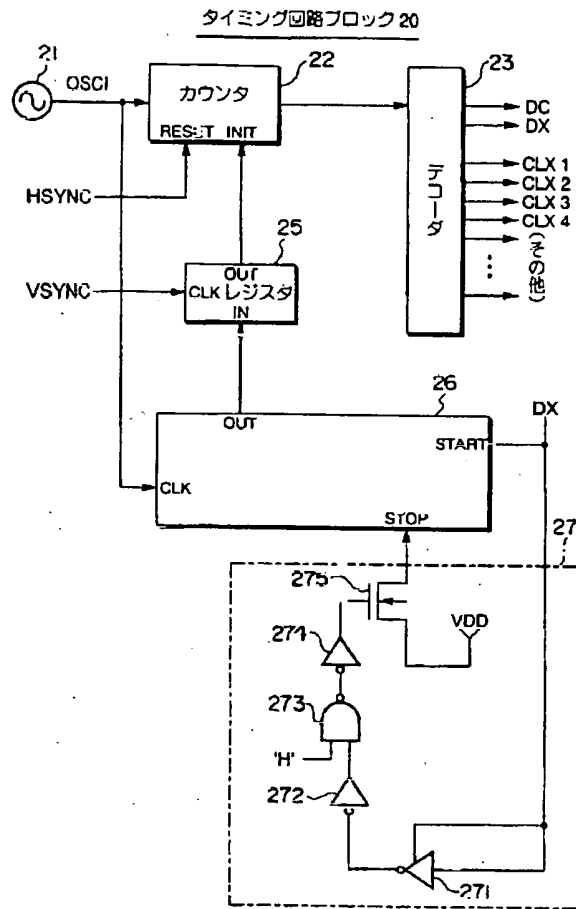 タイミング回路ブロック 20
21
OSCI
22
カウンタ
RESET INIT
23
デコーダ
DC
DX
CLX 1
CLX 2
CLX 3
CLX 4
(その他)
HSYNC
25
OUT
CLK レジスタ
IN
VSYNC
26
OUT
START
DX
CLK
STOP
27
275
VDD
274
273
'H'
272
271